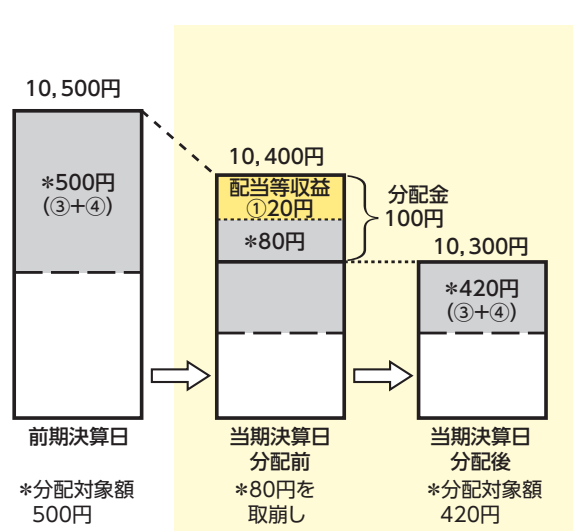 10,500円
*500円
(③+④)
10,400円
配当等収益
①20円
*80円
分配金
100円
10,300円
*420円
(③+④)
前期決算日
当期決算日
分配前
当期決算日
分配後
*分配対象額
500円
*80円を
取崩し
*分配対象額
420円